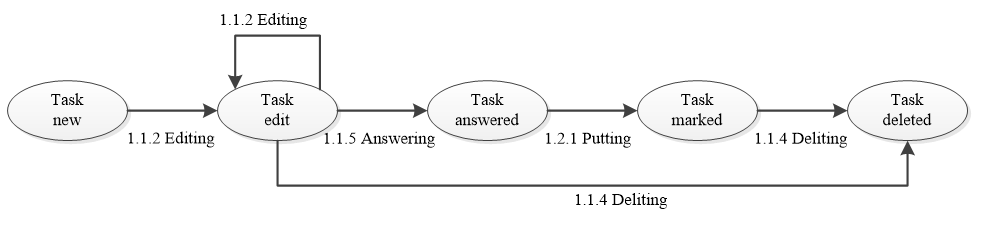 1.1.2 Editing
Task
new
Task
edit
Task
answered
Task
marked
Task
deleted
1.1.2 Editing
1.1.5 Answering
1.2.1 Putting
1.1.4 Deliting
1.1.4 Deliting